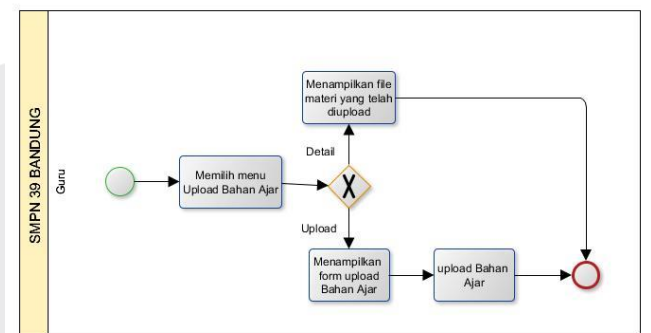 SMPN 39 BANDUNG
Guru
Memilih menu
Upload Bahan Ajar
Detail
Menampilkan file
materi yang telah
diupload
X
Upload
Menampilkan
form upload
Bahan Ajar
upload Bahan
Ajar